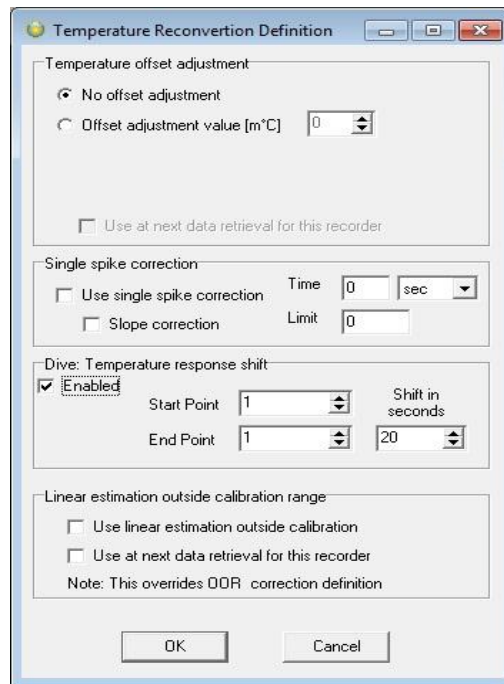 Temperature Reconvertion Definition
Temperature offset adjustment
No offset adjustment
Offset adjustment value [m°C] 0
Use at next data retrieval for this recorder
Single spike correction
Use single spike correction Time 0 sec
Slope correction Limit 0
Dive: Temperature response shift
Enabled
Start Point 1 Shift in seconds
End Point 1 20
Linear estimation outside calibration range
Use linear estimation outside calibration
Use at next data retrieval for this recorder
Note: This overrides OOR correction definition
OK Cancel